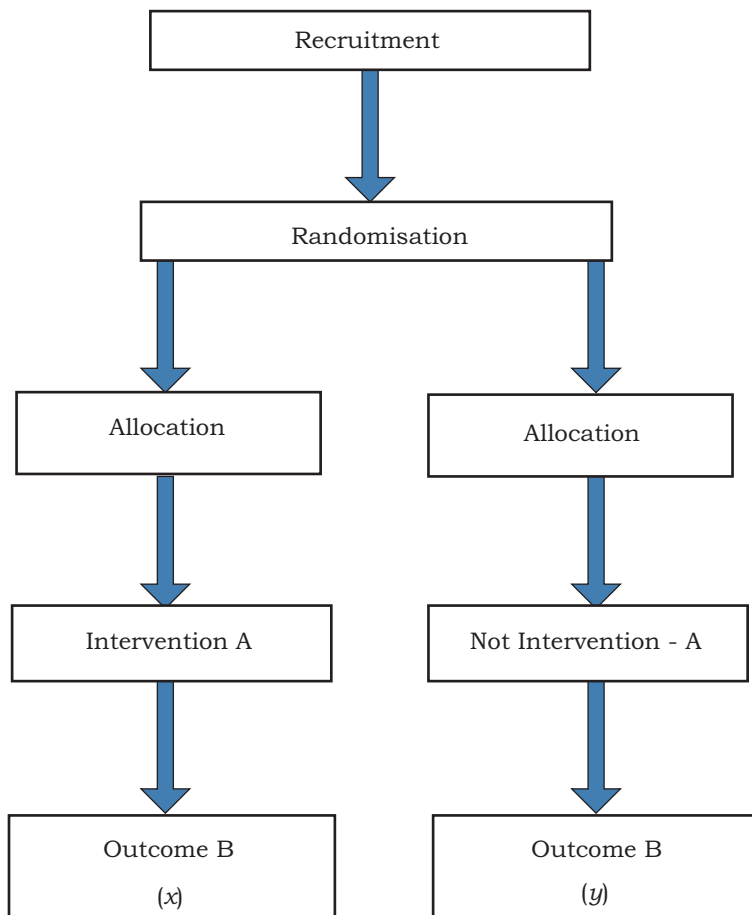 Recruitment
Randomisation
Allocation
Allocation
Intervention A
Not Intervention - A
Outcome B
(x)
Outcome B
(y)